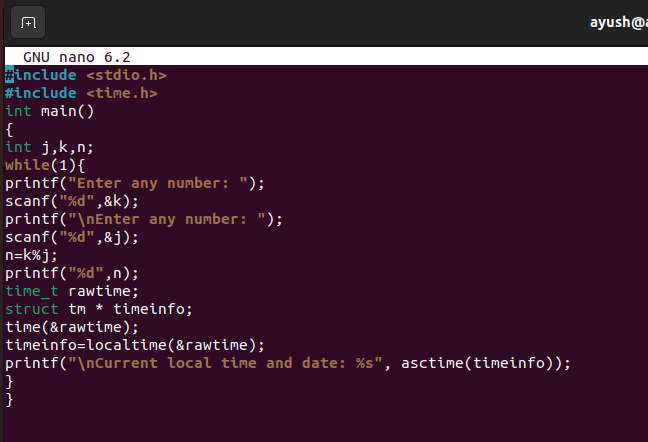 ayush@
GNU nano 6.2
#include <stdio.h>
#include <time.h>
int main()
{
int j,k,n;
while(1){
printf("Enter any number: ");
scanf("%d",&k);
printf("\nEnter any number: ");
scanf("%d",&j);
n=k%j;
printf("%d",n);
time_t rawtime;
struct tm * timeinfo;
time(&rawtime);
timeinfo=localtime(&rawtime);
printf("\nCurrent local time and date: %s", asctime(timeinfo));
}
}